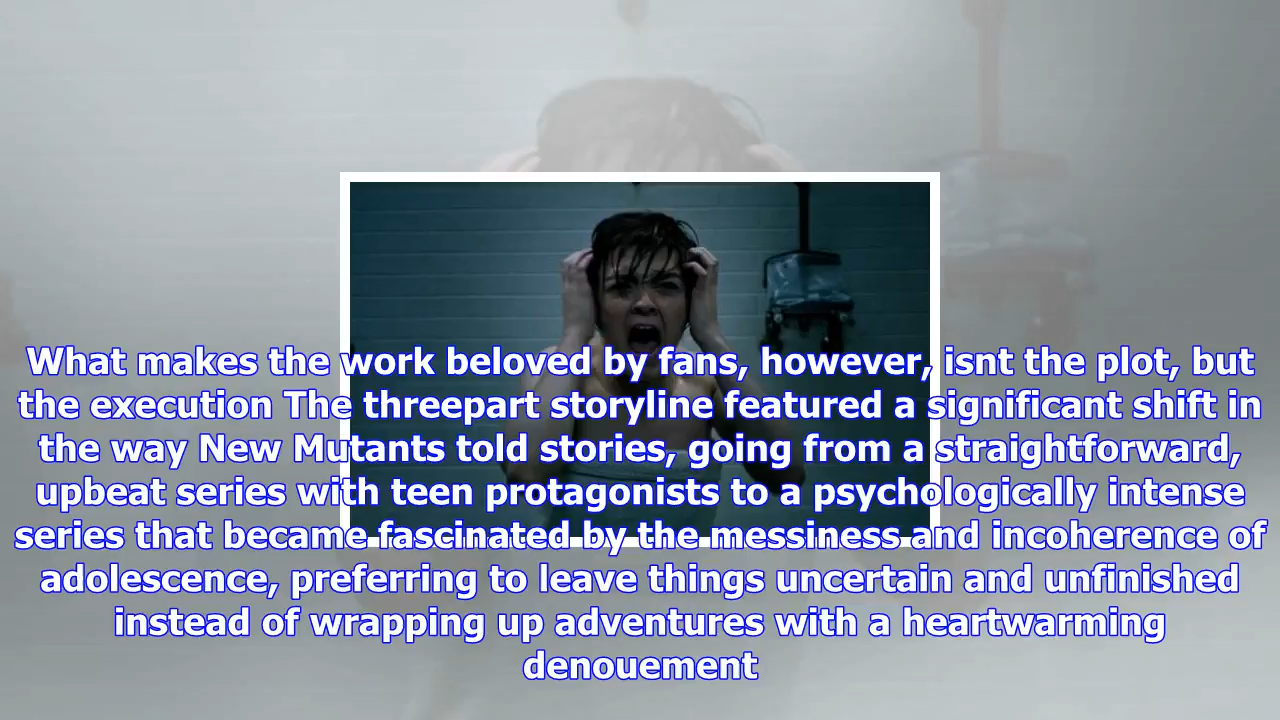 What makes the work beloved by fans, however, isnt the plot, but
the execution The threepart storyline featured a significant shift in
the way New Mutants told stories, going from a straightforward,
upbeat series with teen protagonists to a psychologically intense
series that became fascinated by the messiness and incoherence of
adolescence, preferring to leave things uncertain and unfinished
instead of wrapping up adventures with a heartwarming
denouement